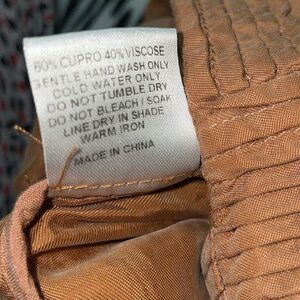 60% CUPRO 40% VISCOSE
GENTLE HAND WASH ONLY
COLD WATER ONLY
DO NOT TUMBLE DRY
DO NOT BLEACH / SOAK
LINE DRY IN SHADE
WARM IRON
MADE IN CHINA